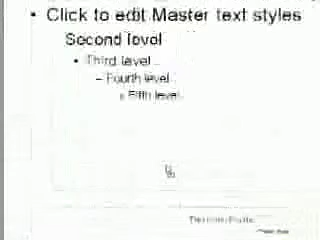 • Click to edit Master text styles
Second level
• Third level
– Fourth level
» Fifth level